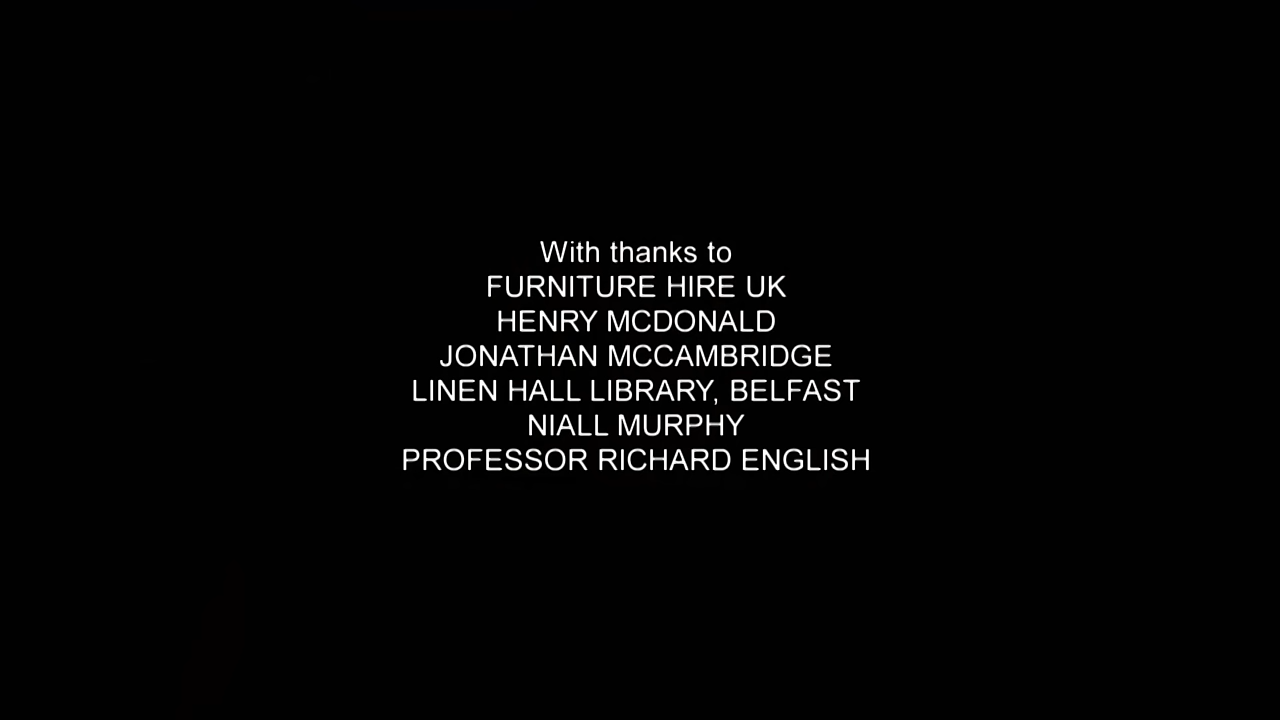 With thanks to
FURNITURE HIRE UK
HENRY MCDONALD
JONATHAN MCCAMBRIDGE
LINEN HALL LIBRARY, BELFAST
NIALL MURPHY
PROFESSOR RICHARD ENGLISH